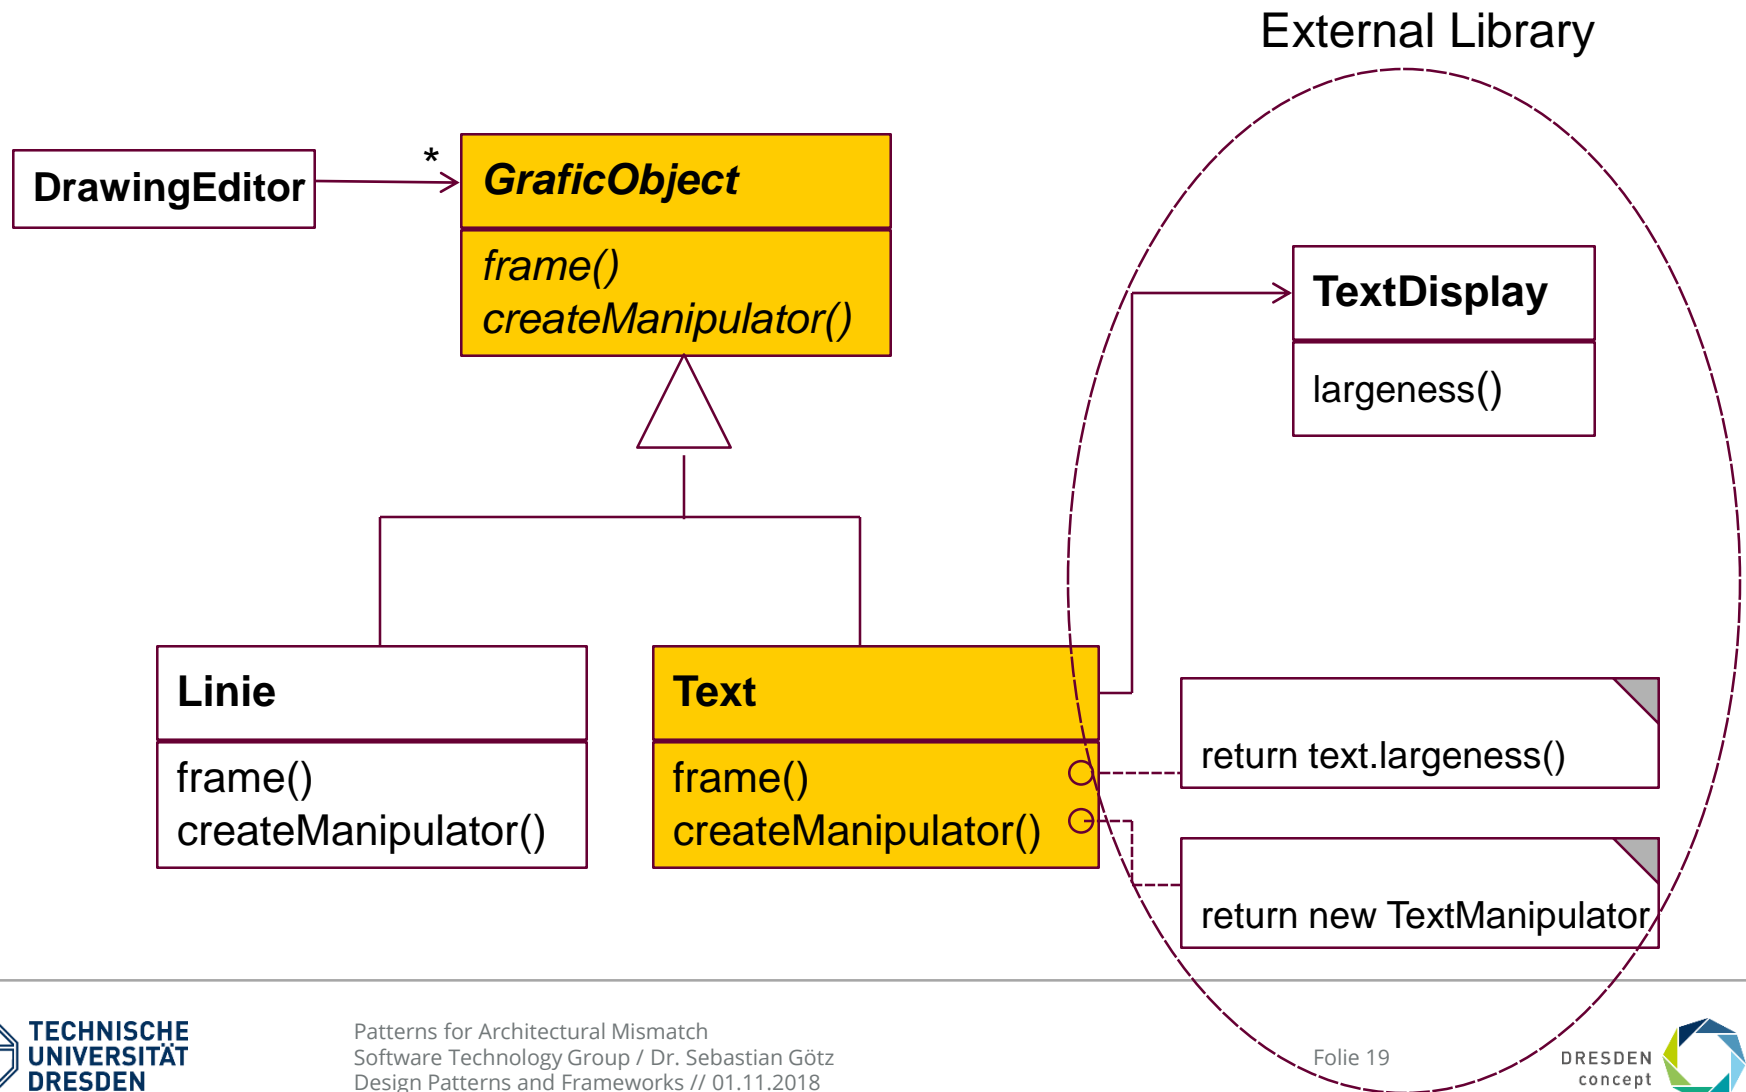 External Library
DrawingEditor
*
GraficObject
frame()
createManipulator()
TextDisplay
largeness()
Linie
frame()
createManipulator()
Text
frame()
createManipulator()
return text.largeness()
return new TextManipulator
TECHNISCHE
UNIVERSITÄT
DRESDEN
Patterns for Architectural Mismatch
Software Technology Group / Dr. Sebastian Götz
Design Patterns and Frameworks // 01.11.2018
Folie 19
DRESDEN
concept